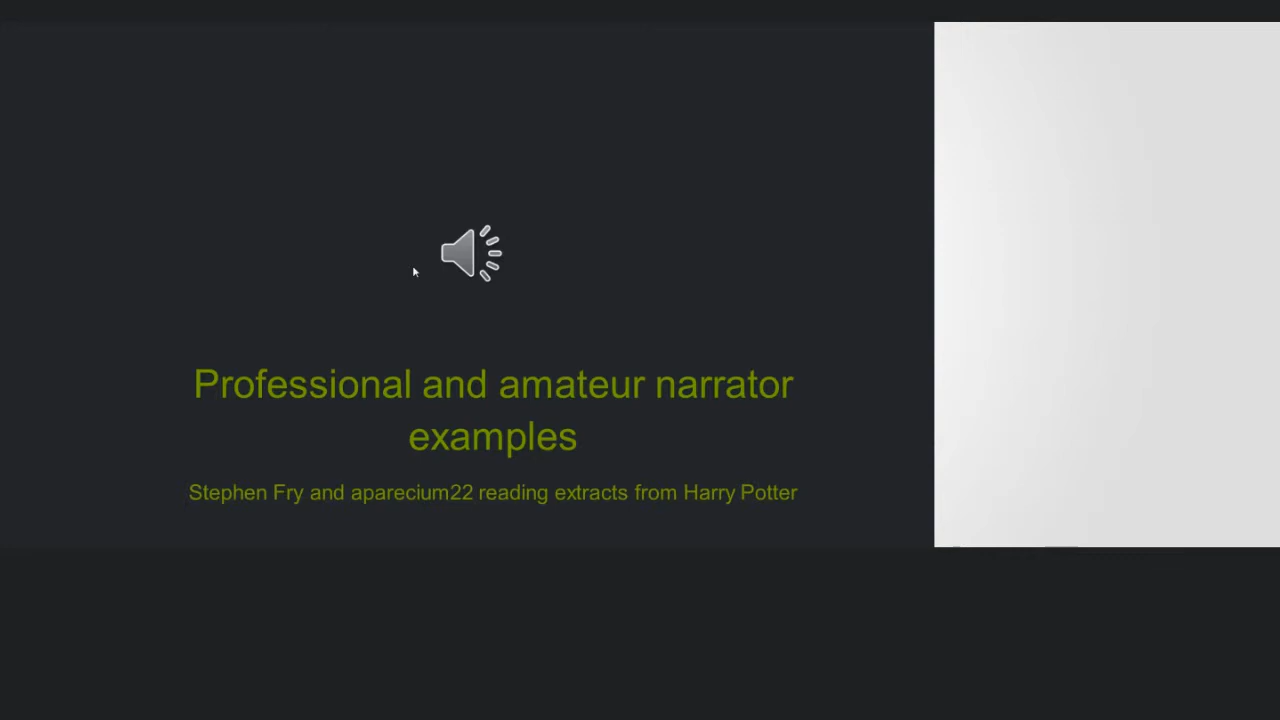 Professional and amateur narrator
examples
Stephen Fry and aparecium22 reading extracts from Harry Potter